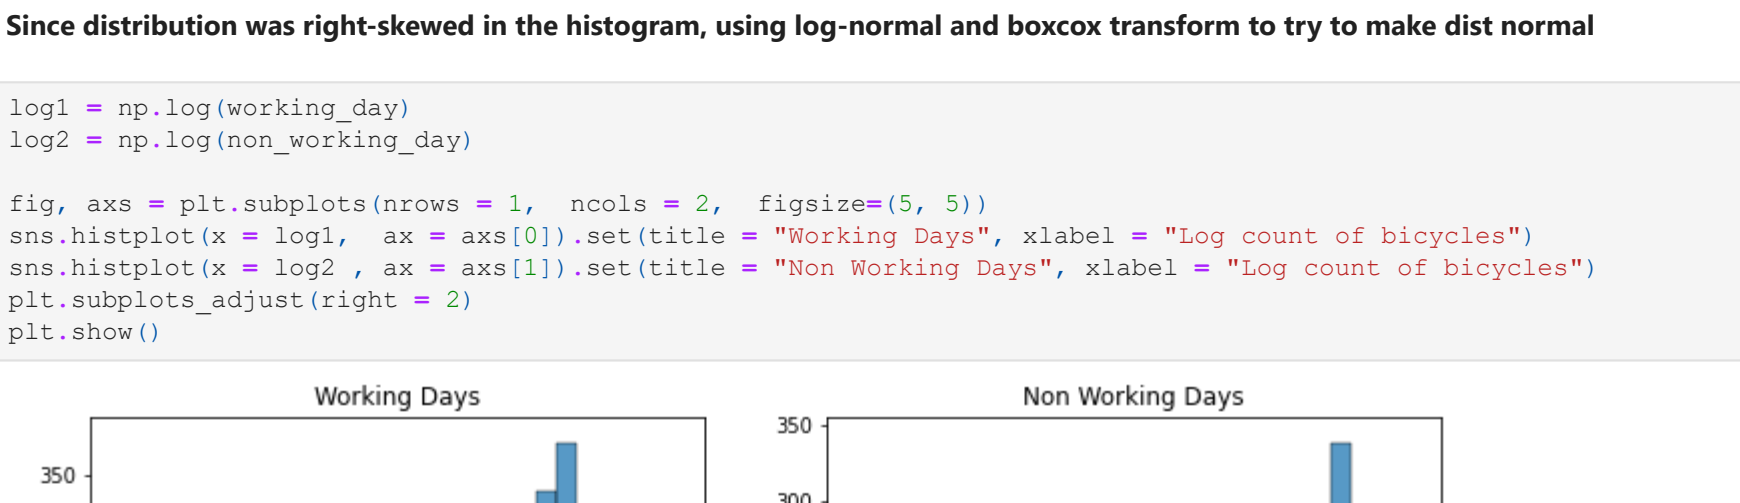 Since distribution was right-skewed in the histogram, using log-normal and boxcox transform to try to make dist normal
log1 = np.log(working_day)
log2 = np.log(non_working_day)
fig, axs = plt.subplots(nrows = 1,  ncols = 2,  figsize=(5, 5))
sns.histplot(x = log1,  ax = axs[0]).set(title = "Working Days", xlabel = "Log count of bicycles")
sns.histplot(x = log2 , ax = axs[1]).set(title = "Non Working Days", xlabel = "Log count of bicycles")
plt.subplots_adjust(right = 2)
plt.show()
Working Days
Non Working Days
350
350
300